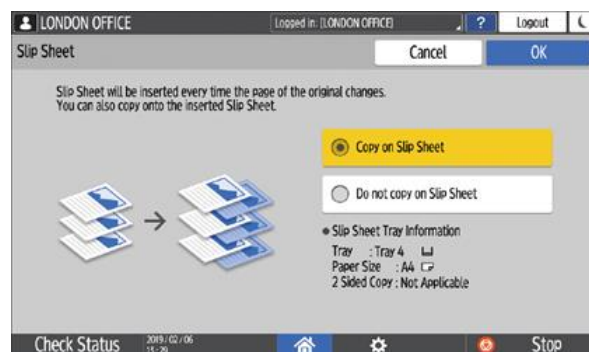 LONDON OFFICE
Logged in: [LONDON OFFICE]
?
Logout
Slip Sheet
Cancel
OK
Slip Sheet will be inserted every time the page of the original changes.
You can also copy onto the inserted Slip Sheet.
Copy on Slip Sheet
Do not copy on Slip Sheet
Slip Sheet Tray Information
Tray : Tray 4
Paper Size : A4
2 Sided Copy : Not Applicable
Check Status
2019/02/06
15:29
Stop